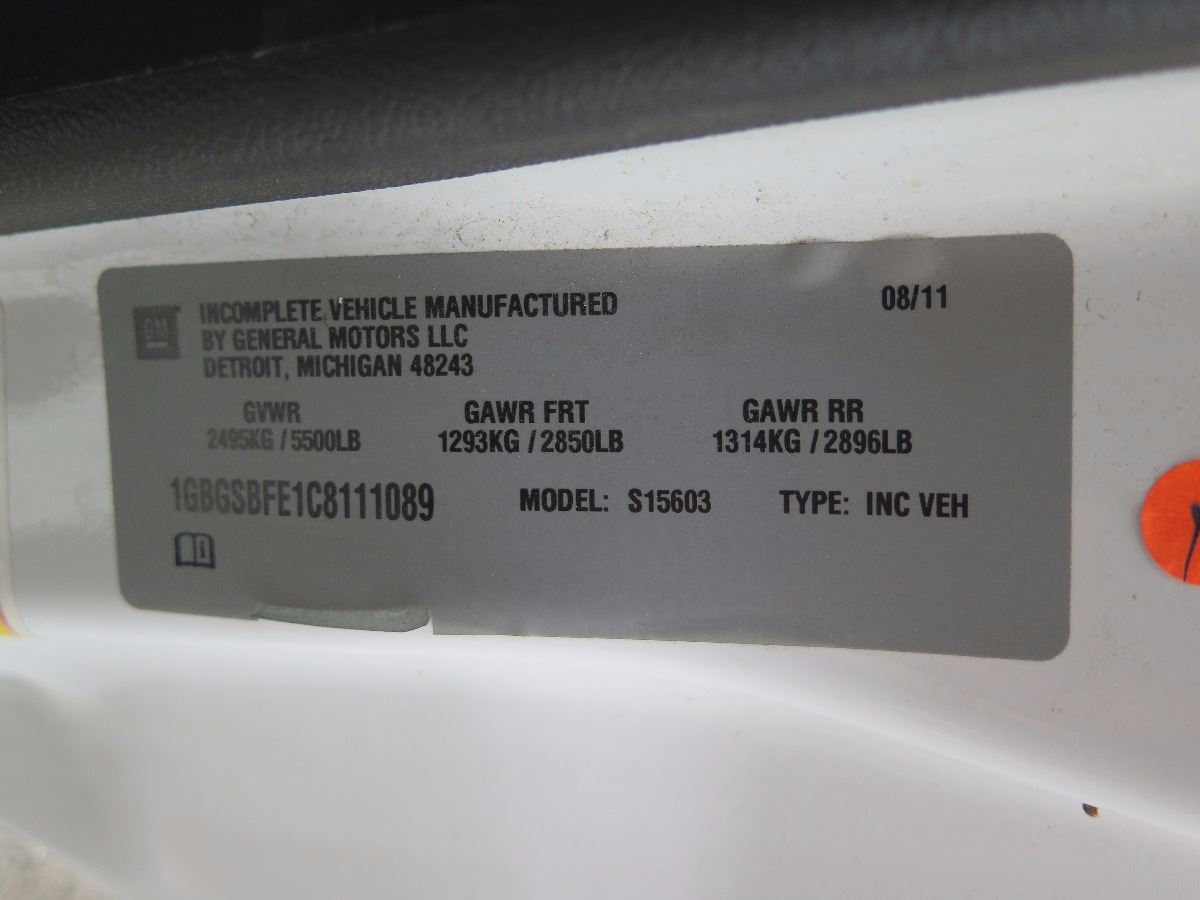 GM
INCOMPLETE VEHICLE MANUFACTURED
BY GENERAL MOTORS LLC
DETROIT, MICHIGAN 48243
08/11
GVWR GAWR FRT GAWR RR
2495KG / 5500LB 1293KG / 2850LB 1314KG / 2896LB
1GBGSBFE1C8111089 MODEL: S15603 TYPE: INC VEH
i